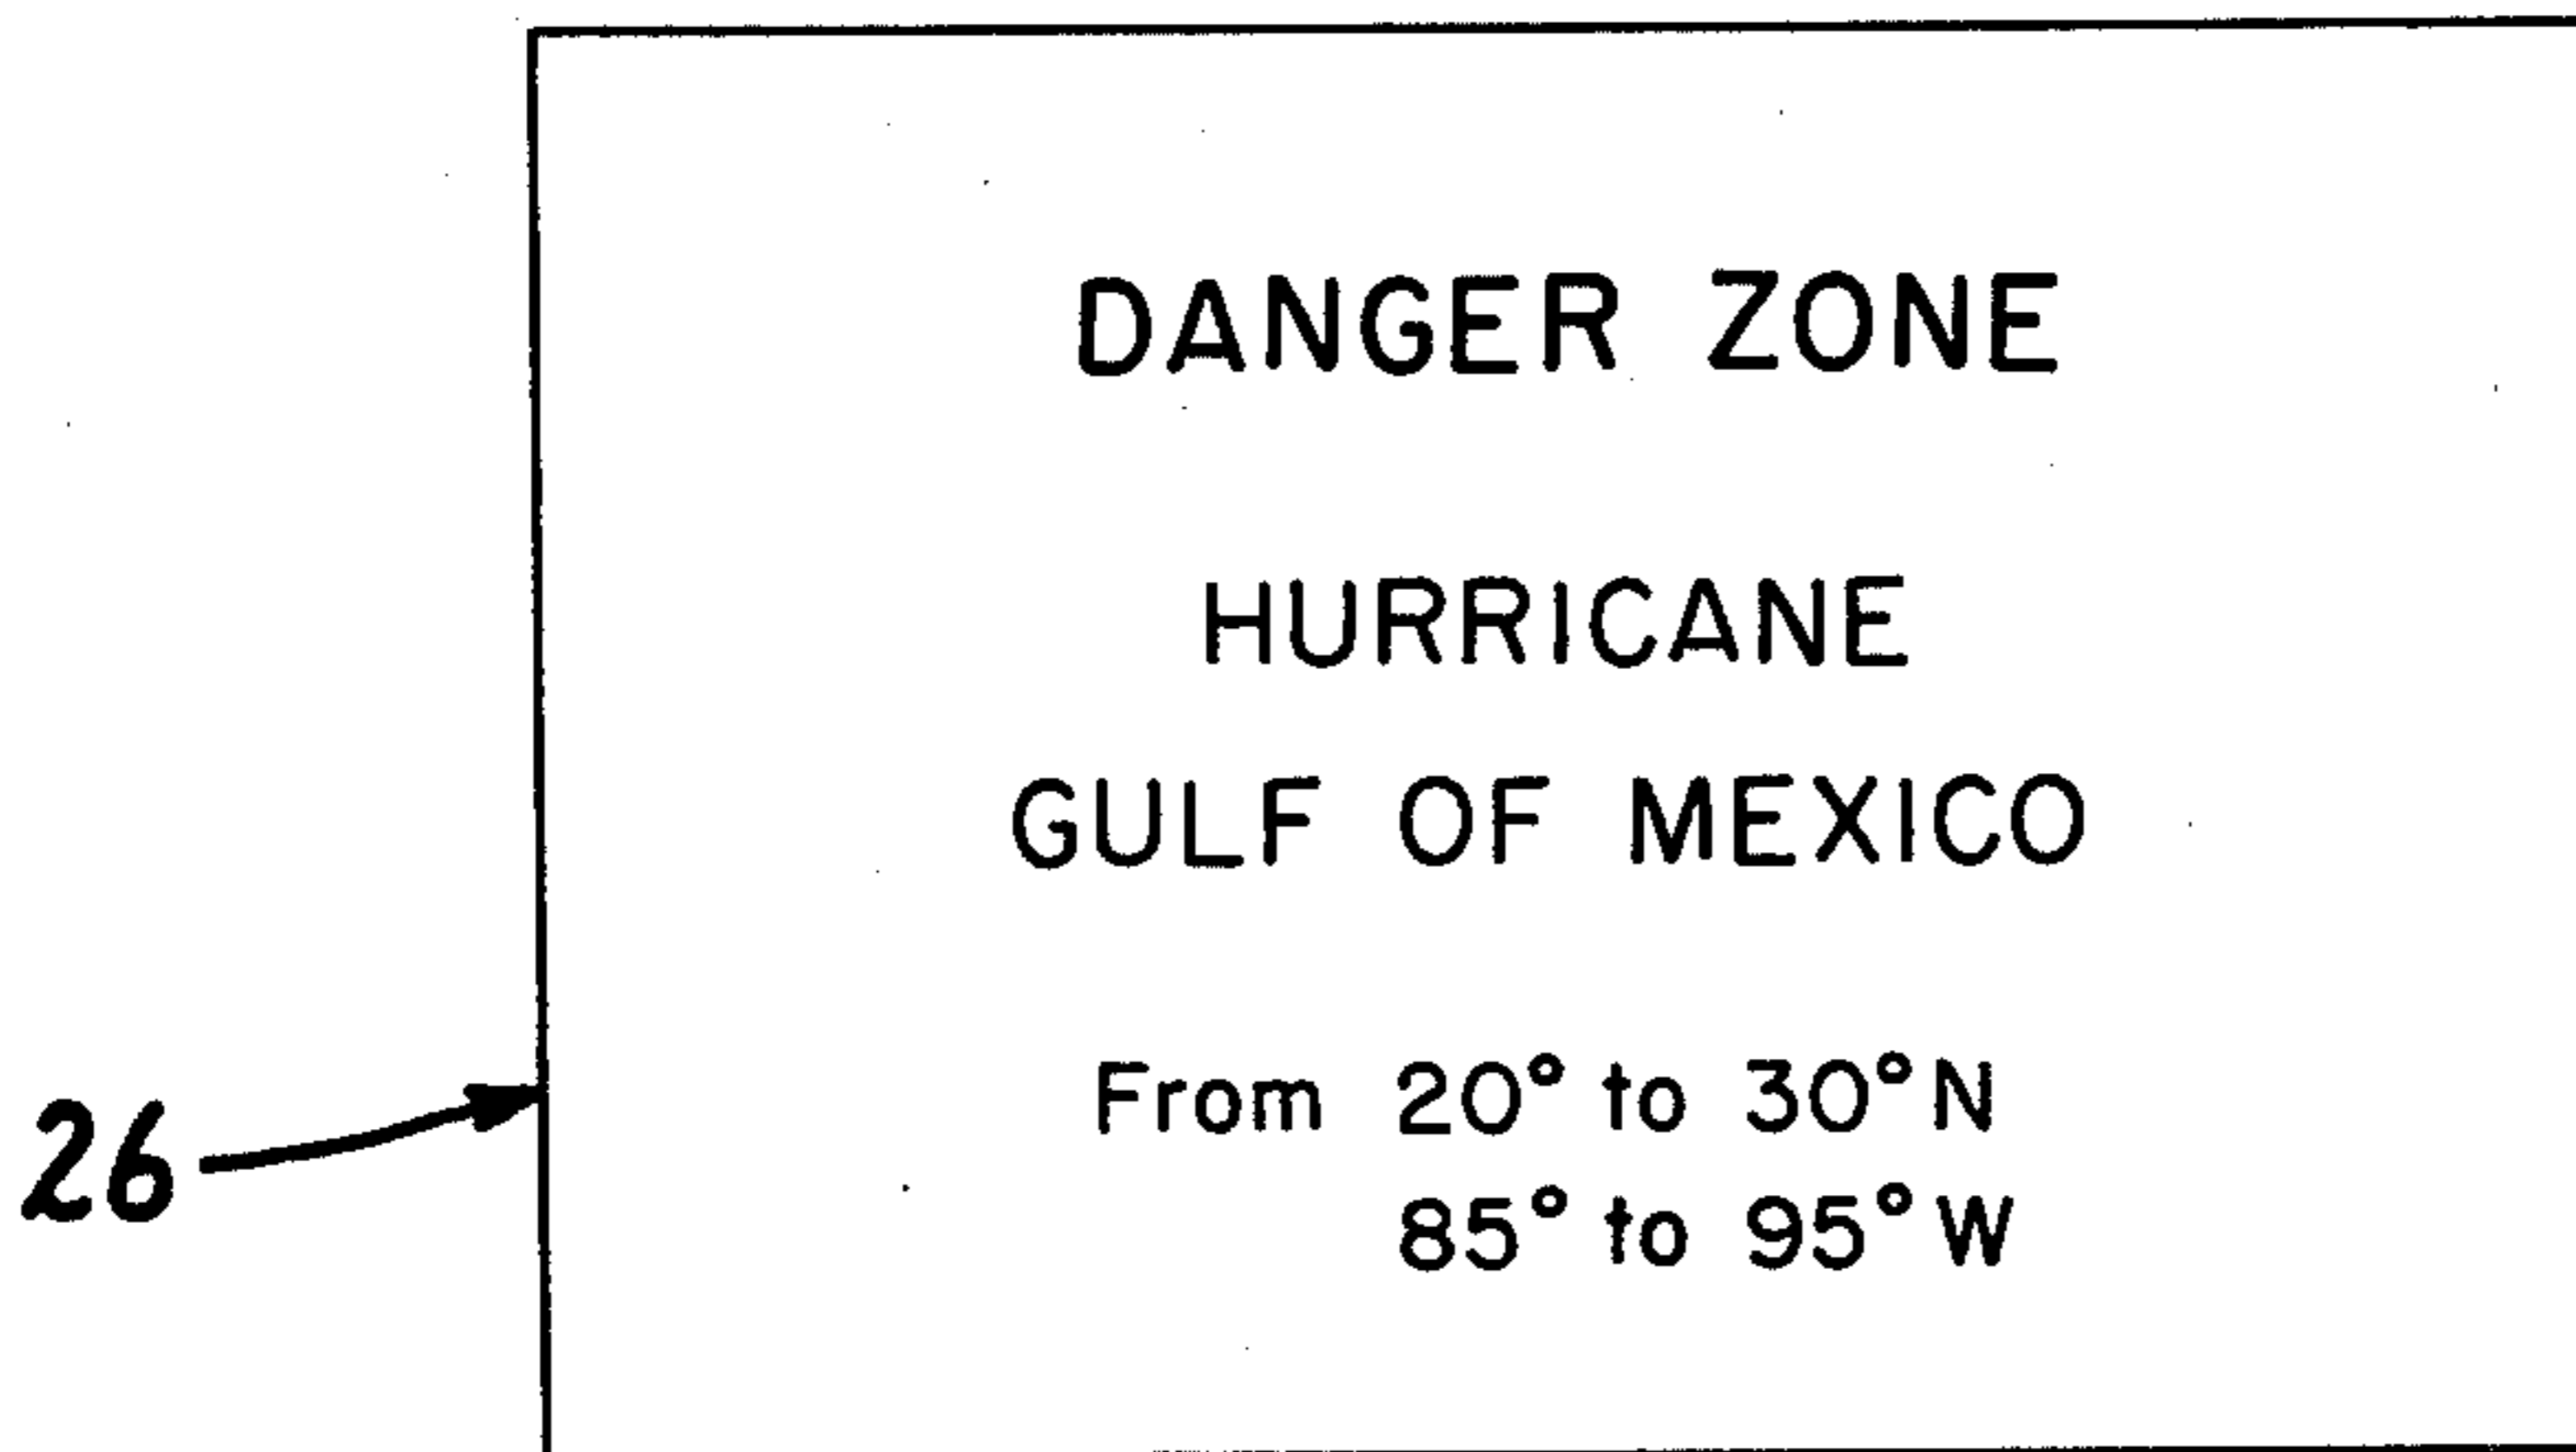 DANGER ZONE
HURRICANE
GULF OF MEXICO
From 20° to 30° N
85° to 95° W
26